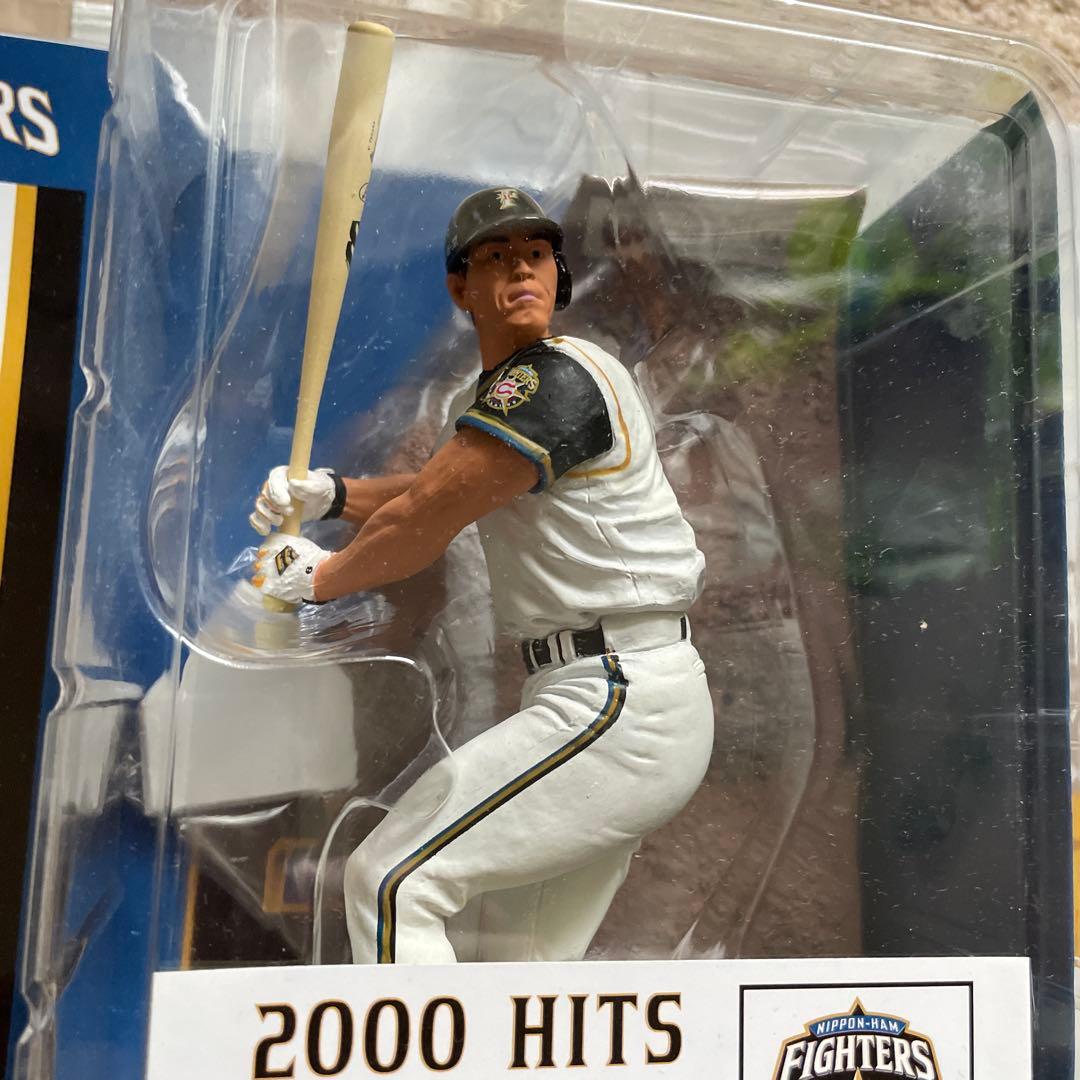 RS
2000 HITS
NIPPON-HAM
FIGHTERS